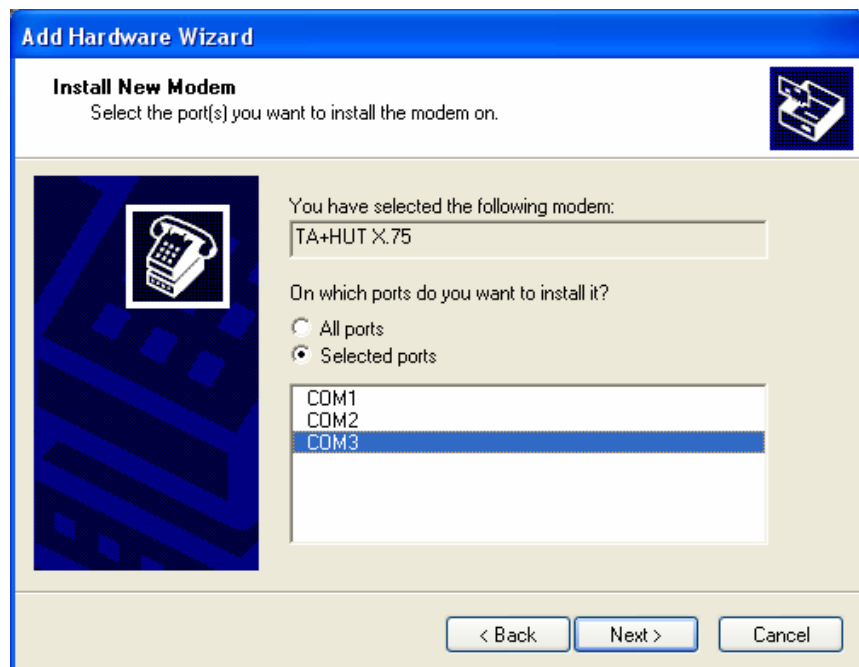 Add Hardware Wizard
Install New Modem
Select the port(s) you want to install the modem on.
You have selected the following modem:
TA+HUT X.75
On which ports do you want to install it?
All ports
Selected ports
COM1
COM2
COM3
< Back
Next >
Cancel